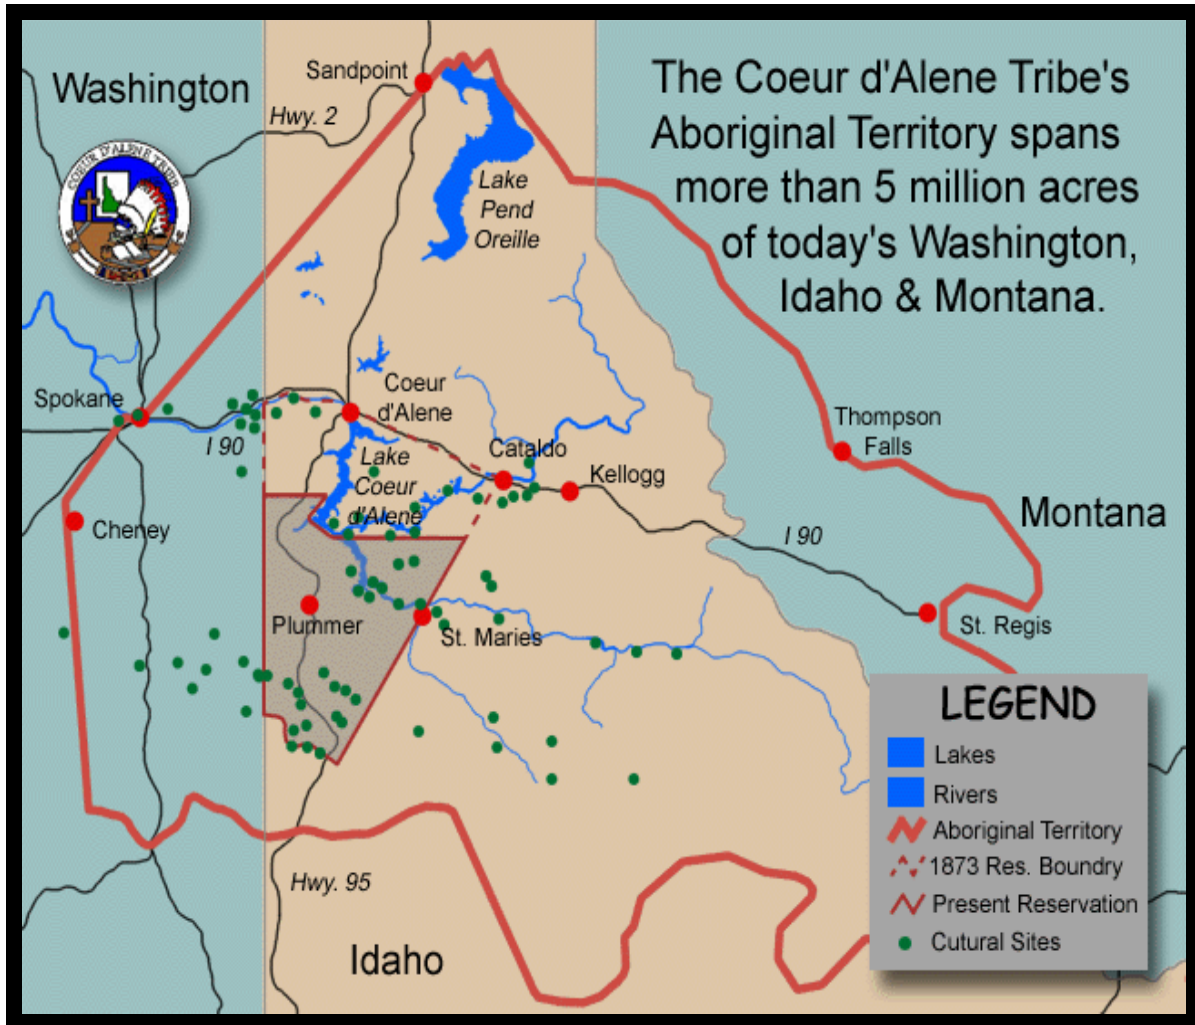 The Coeur d'Alene Tribe's
Aboriginal Territory spans
more than 5 million acres
of today's Washington,
Idaho & Montana.
Washington
Sandpoint
Hwy. 2
COEUR D'ALENE TRIBE
Lake
Pend
Oreille
Spokane
I 90
Coeur
d'Alene
Thompson
Falls
Cataldo
Lake
Coeur
d'Alene
Kellogg
Cheney
Montana
I 90
Plummer
St. Maries
St. Regis
Hwy. 95
Idaho
LEGEND
Lakes
Rivers
Aboriginal Territory
1873 Res. Boundry
Present Reservation
Cutural Sites